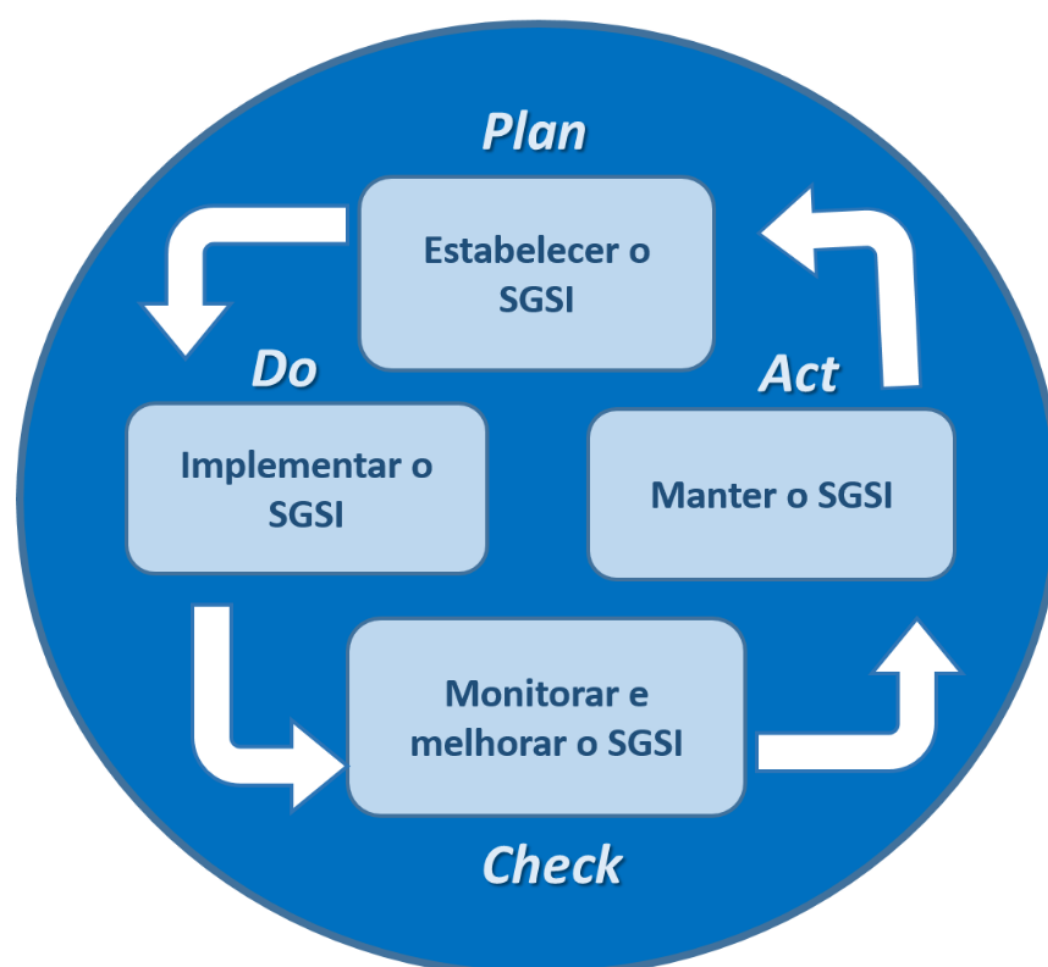 Plan
Estabelecer o
SGSI
Do
Implementar o
SGSI
Act
Manter o SGSI
Monitorar e
melhorar o SGSI
Check